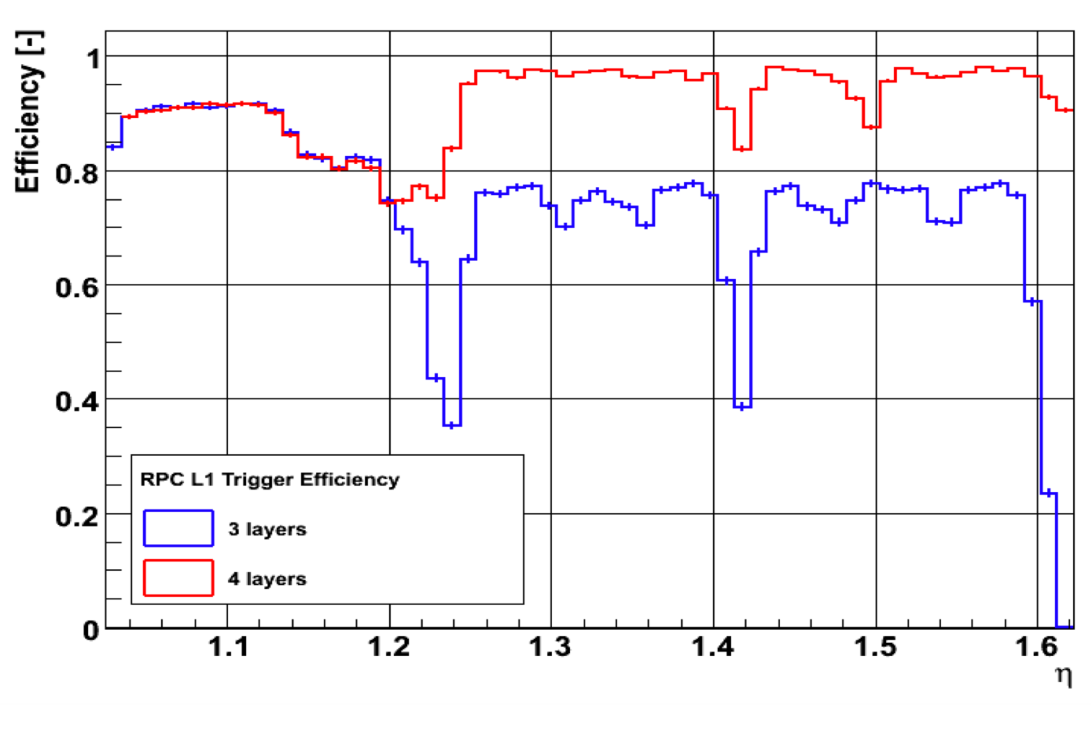 Efficiency [-]
1
0.8
0.6
0.4
0.2
0
RPC L1 Trigger Efficiency
3 layers
4 layers
1.1 1.2 1.3 1.4 1.5 1.6
η